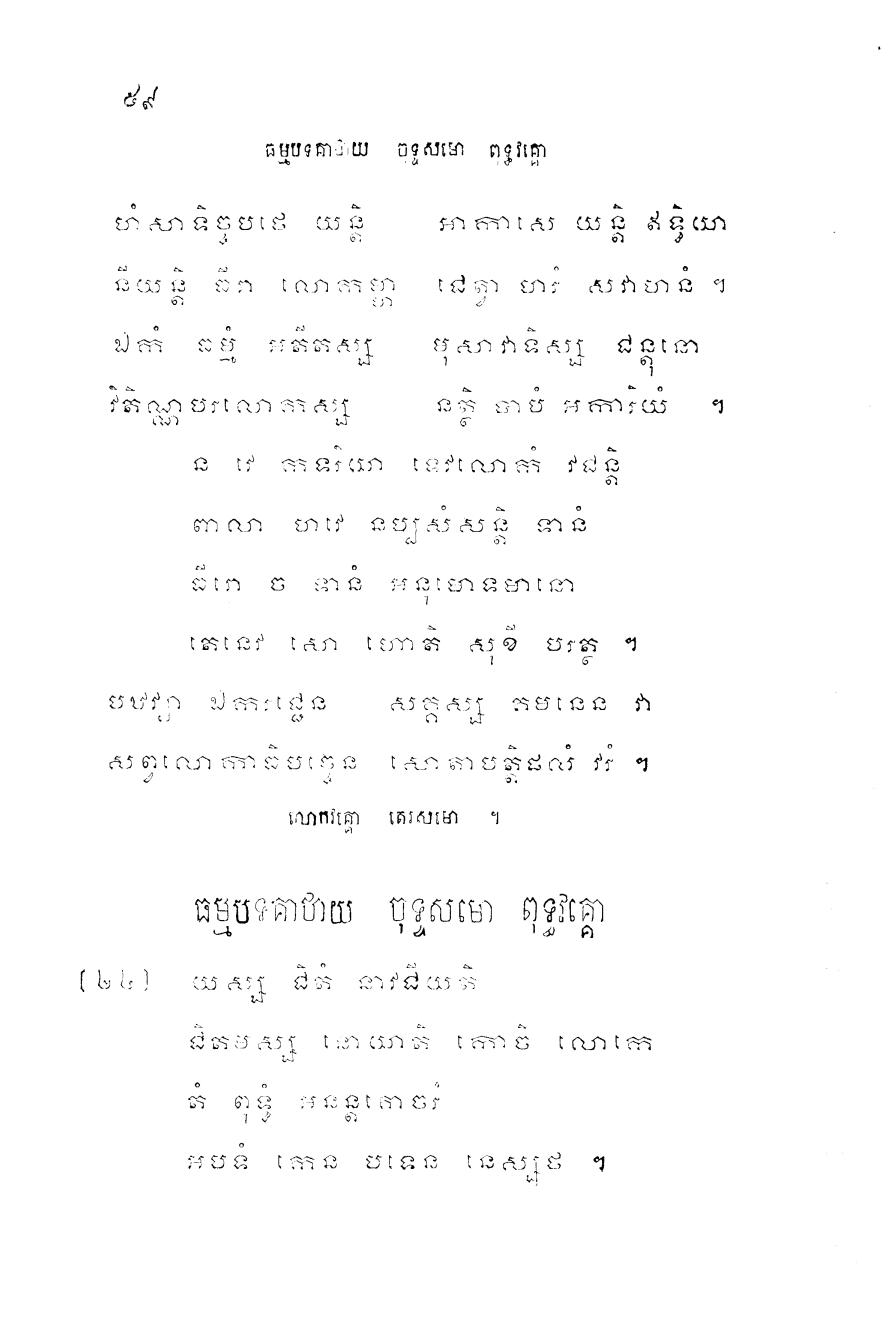 ៥៩
ធម្មបទគាថាយ ចុទ្ទសមោ ពុទ្ធវគ្គោ
ហំសាទិច្ចបថេ យន្តិ អាកាសេ យន្តិ ឥទ្ធិយា
នីយន្តិ ធីរា លោកម្ហា ជេត្វា មារំ សវាហនំ ។
ឯកំ ធម្មំ អតីតស្ស មុសាវាទិស្ស ជន្តុនោ
វិតិណ្ណបរលោកស្ស នត្ថិ បាបំ អការិយំ ។
ន វេ កទរិយា ទេវលោកំ វជន្តិ
ពាលា ហវេ នប្បសំសន្តិ ទានំ
ធីរោ ច ទានំ អនុមោទមានោ
តេនេវ សោ ហោតិ សុខី បរត្ថ ។
បឋវ្យា ឯករជ្ជេន សគ្គស្ស គមនេន វា
សព្វលោកាធិបច្ចេន សោតាបត្តិផលំ វរំ ។
លោកវគ្គោ តេរសមោ ។
ធម្មបទគាថាយ ចុទ្ទសមោ ពុទ្ធវគ្គោ
[២៤] យស្ស ជិតំ នាវជីយតិ
ជិតមស្ស នោយាតិ កោចិ លោកេ
តំ ពុទ្ធំ អនន្តគោចរំ
អបទំ កេន បទេន នេស្សថ ។